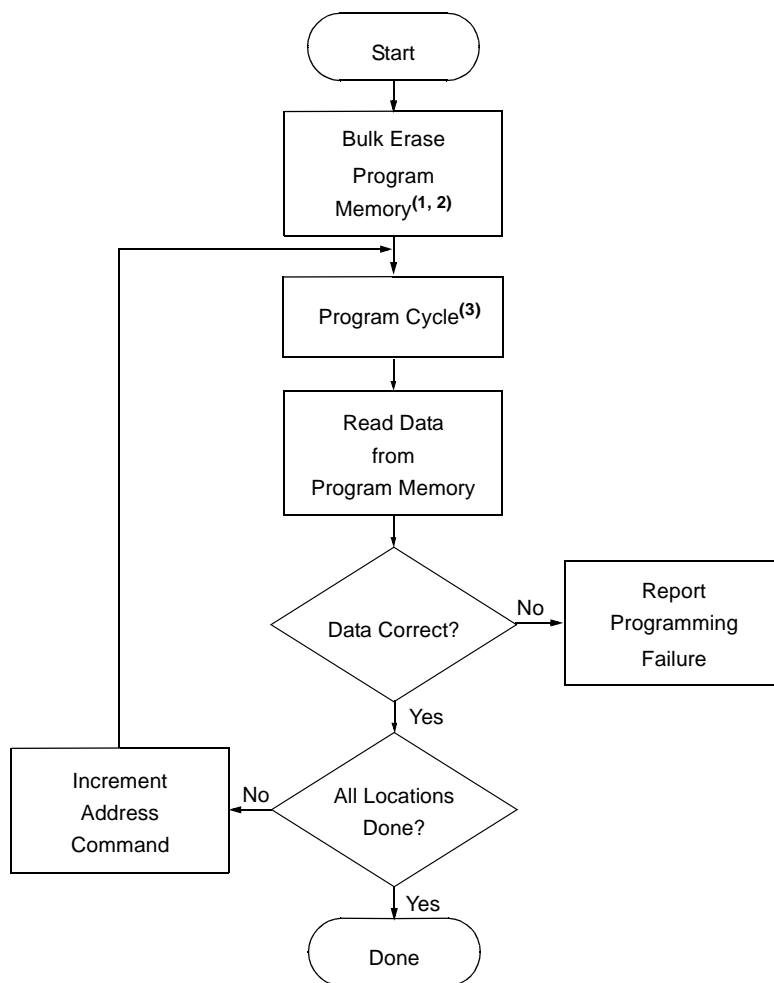 Start
Bulk Erase
Program
Memory(1, 2)
Program Cycle(3)
Read Data
from
Program Memory
Data Correct?
No
Report
Programming
Failure
Yes
All Locations
Done?
No
Increment
Address
Command
Yes
Done